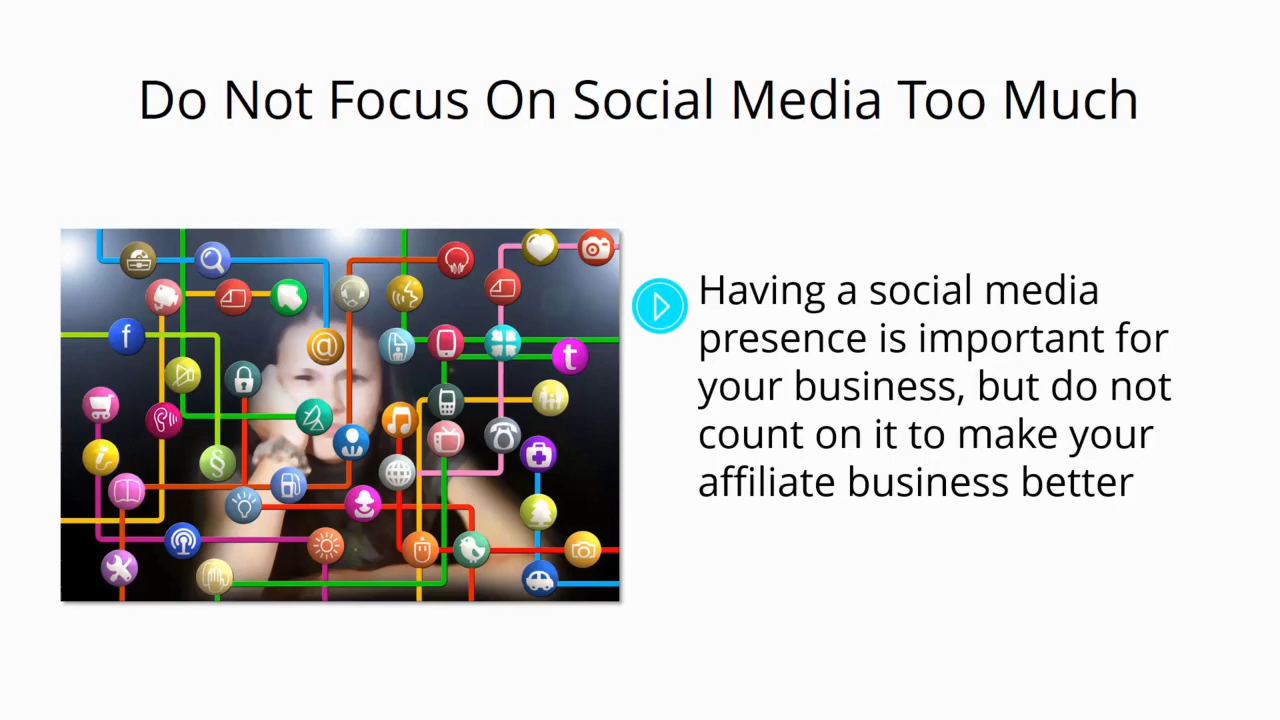 Do Not Focus On Social Media Too Much
Having a social media
presence is important for
your business, but do not
count on it to make your
affiliate business better
f
@
t
i
§